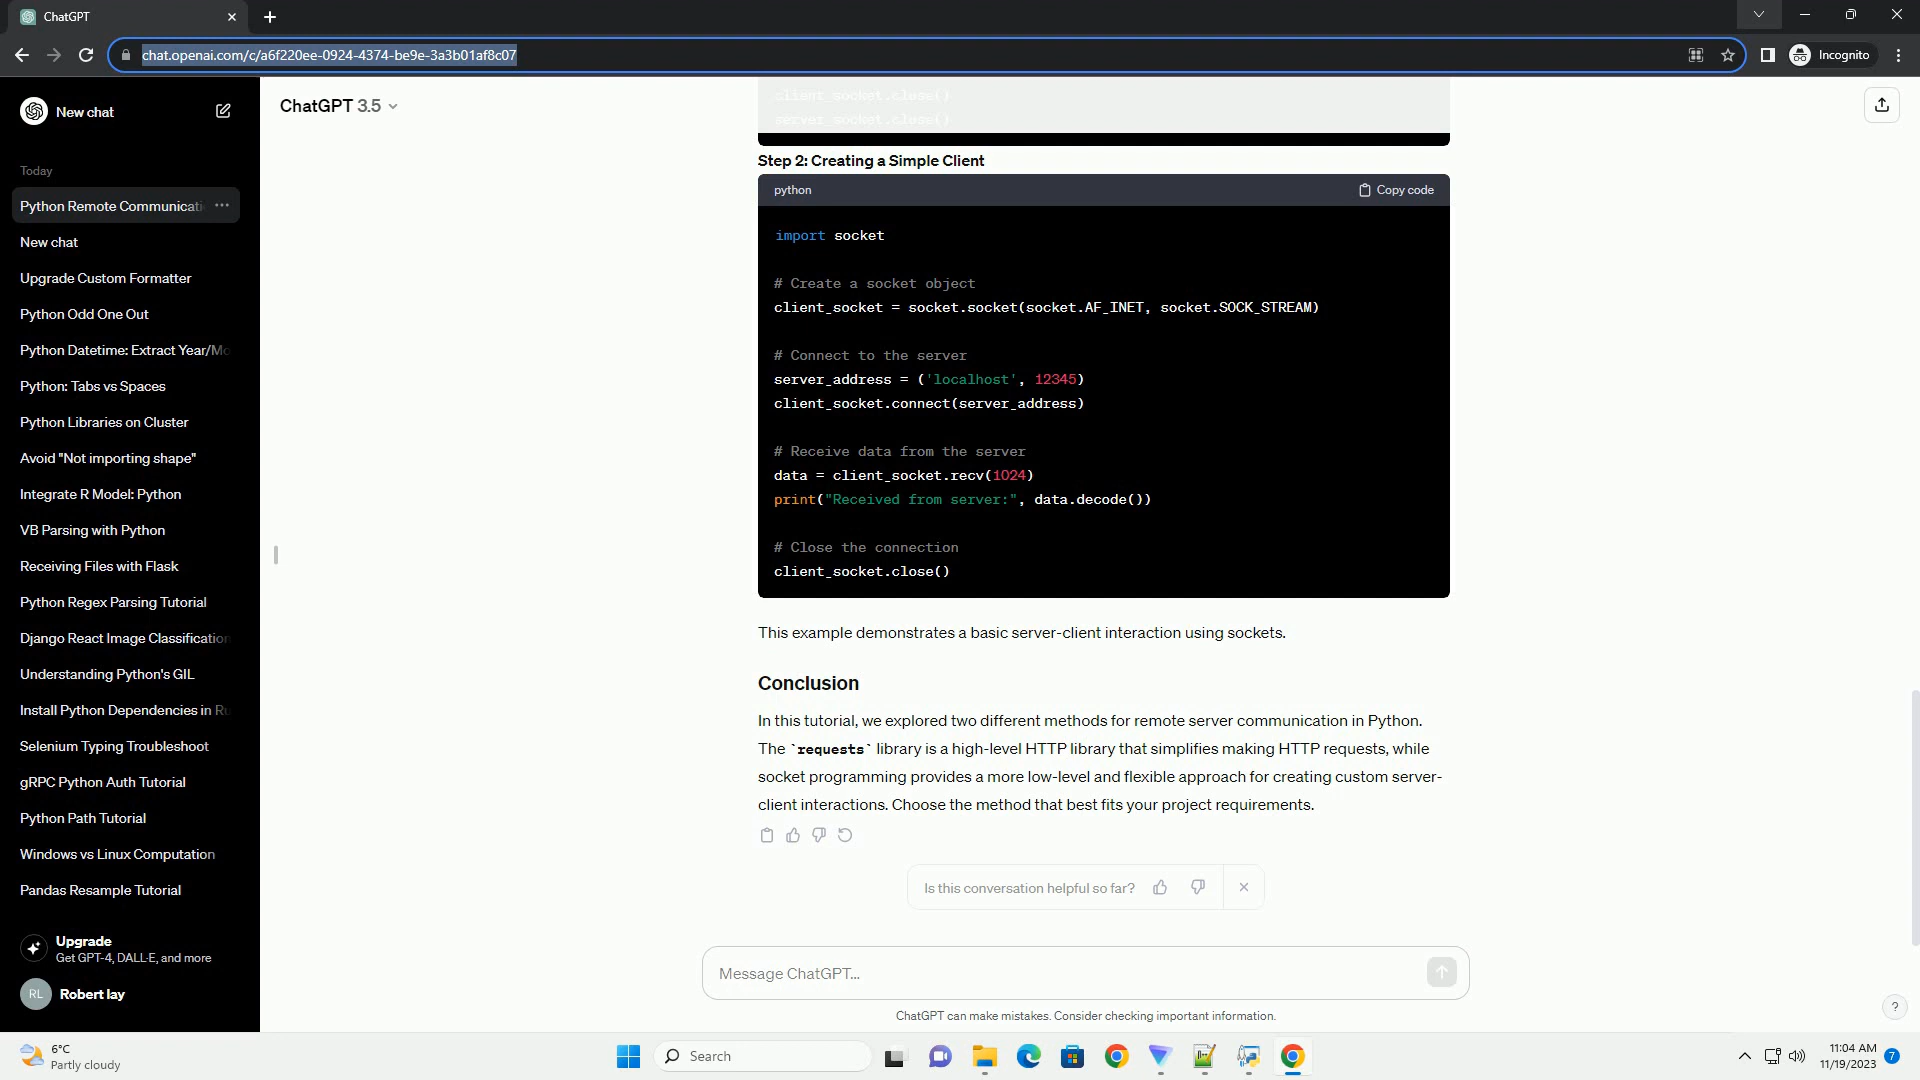 ChatGPT
chat.openai.com/c/a6f220ee-0924-4374-be9e-3a3b01af8c07
Incognito
New chat
Today
Python Remote Communicati
New chat
Upgrade Custom Formatter
Python Odd One Out
Python Datetime: Extract Year/Mo
Python: Tabs vs Spaces
Python Libraries on Cluster
Avoid "Not importing shape"
Integrate R Model: Python
VB Parsing with Python
Receiving Files with Flask
Python Regex Parsing Tutorial
Django React Image Classification
Understanding Python's GIL
Install Python Dependencies in Ru
Selenium Typing Troubleshoot
gRPC Python Auth Tutorial
Python Path Tutorial
Windows vs Linux Computation
Pandas Resample Tutorial
Upgrade
Get GPT-4, DALL·E, and more
RL Robert lay
ChatGPT 3.5
client_socket.close()
server_socket.close()
Step 2: Creating a Simple Client
python Copy code
import socket
# Create a socket object
client_socket = socket.socket(socket.AF_INET, socket.SOCK_STREAM)
# Connect to the server
server_address = ('localhost', 12345)
client_socket.connect(server_address)
# Receive data from the server
data = client_socket.recv(1024)
print("Received from server:", data.decode())
# Close the connection
client_socket.close()
This example demonstrates a basic server-client interaction using sockets.
Conclusion
In this tutorial, we explored two different methods for remote server communication in Python.
The `requests` library is a high-level HTTP library that simplifies making HTTP requests, while
socket programming provides a more low-level and flexible approach for creating custom server-
client interactions. Choose the method that best fits your project requirements.
Is this conversation helpful so far?
Message ChatGPT...
ChatGPT can make mistakes. Consider checking important information.
?
6°C
Partly cloudy
Search
11:04 AM
11/19/2023
7